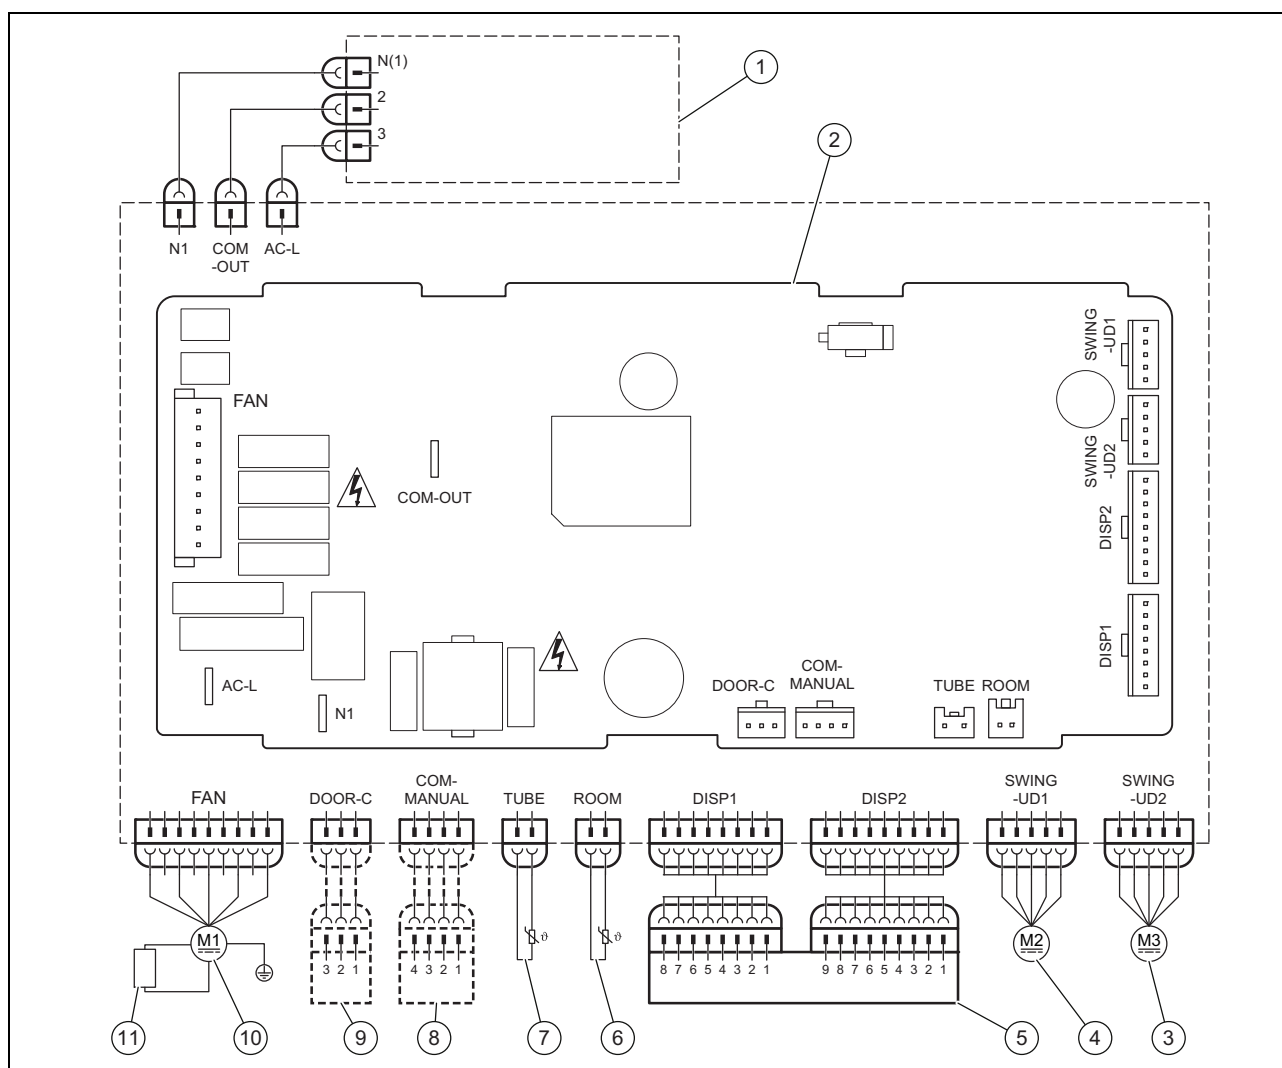 N(1)
2
3
1
2
N1
COM
-OUT
AC-L
SWING
-UD1
FAN
SWING
-UD2
COM-OUT
DISP2
DISP1
AC-L
N1
DOOR-C
COM-
MANUAL
TUBE
ROOM
FAN
DOOR-C
COM-
MANUAL
TUBE
ROOM
DISP1
DISP2
SWING
-UD1
SWING
-UD2
M1
ϑ
ϑ
M2
M3
3 2 1
4 3 2 1
8 7 6 5 4 3 2 1
9 8 7 6 5 4 3 2 1
11
10
9
8
7
6
5
4
3